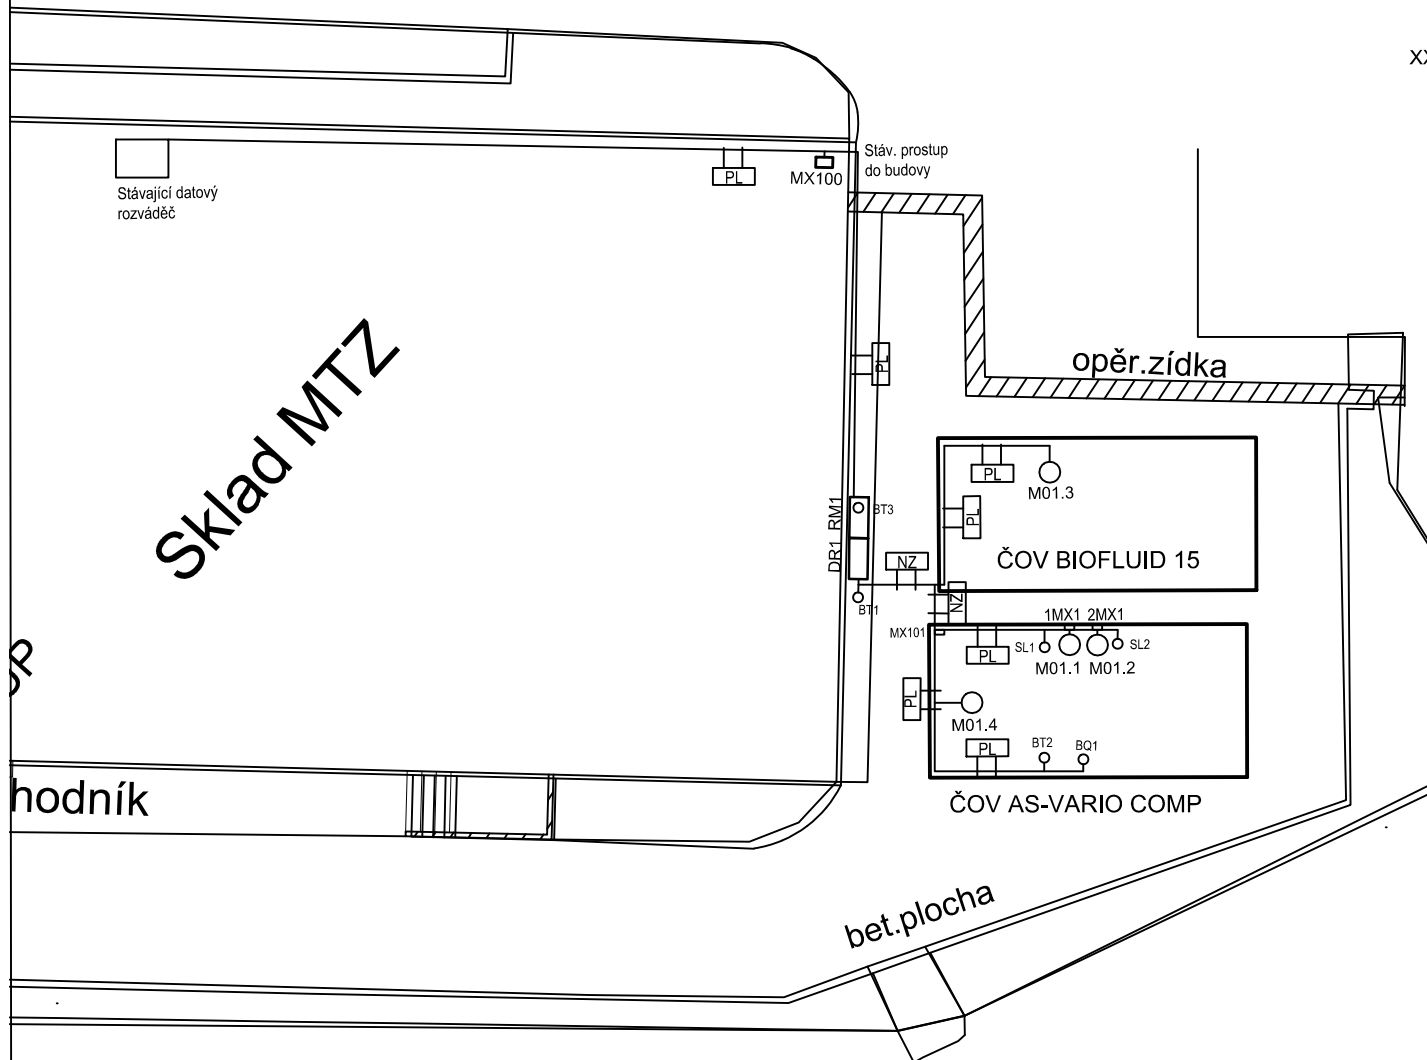 XX
Stáv. prostup
do budovy
PL
MX100
Stávající datový
rozváděč
Sklad MTZ
opěr.zídka
PL
PL
M01.3
PL
RM1
BT3
DR1
ČOV BIOFLUID 15
NZ
NZ
BT1
1MX1 2MX1
MX101
SL1
SL2
PL
M01.1 M01.2
PL
M01.4
BT2
BQ1
PL
ČOV AS-VARIO COMP
hodník
bet.plocha